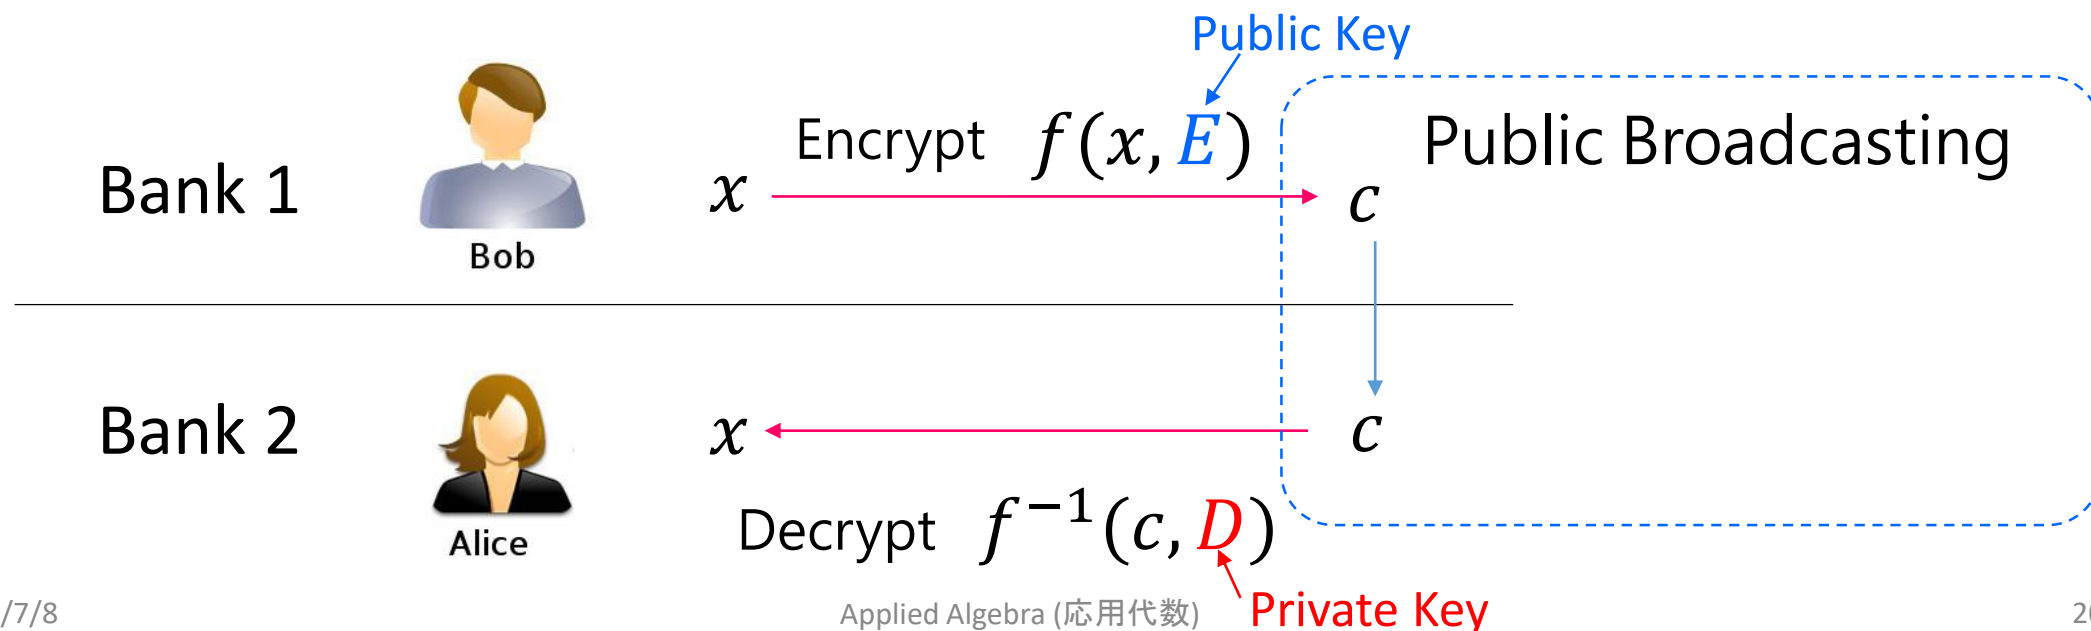 Public Key
Encrypt f(x, E)
Public Broadcasting
Bank 1
x
c
Bob
Bank 2
x
c
Decrypt f⁻¹(c, D)
Alice
/7/8
Applied Algebra (応用代数)
Private Key